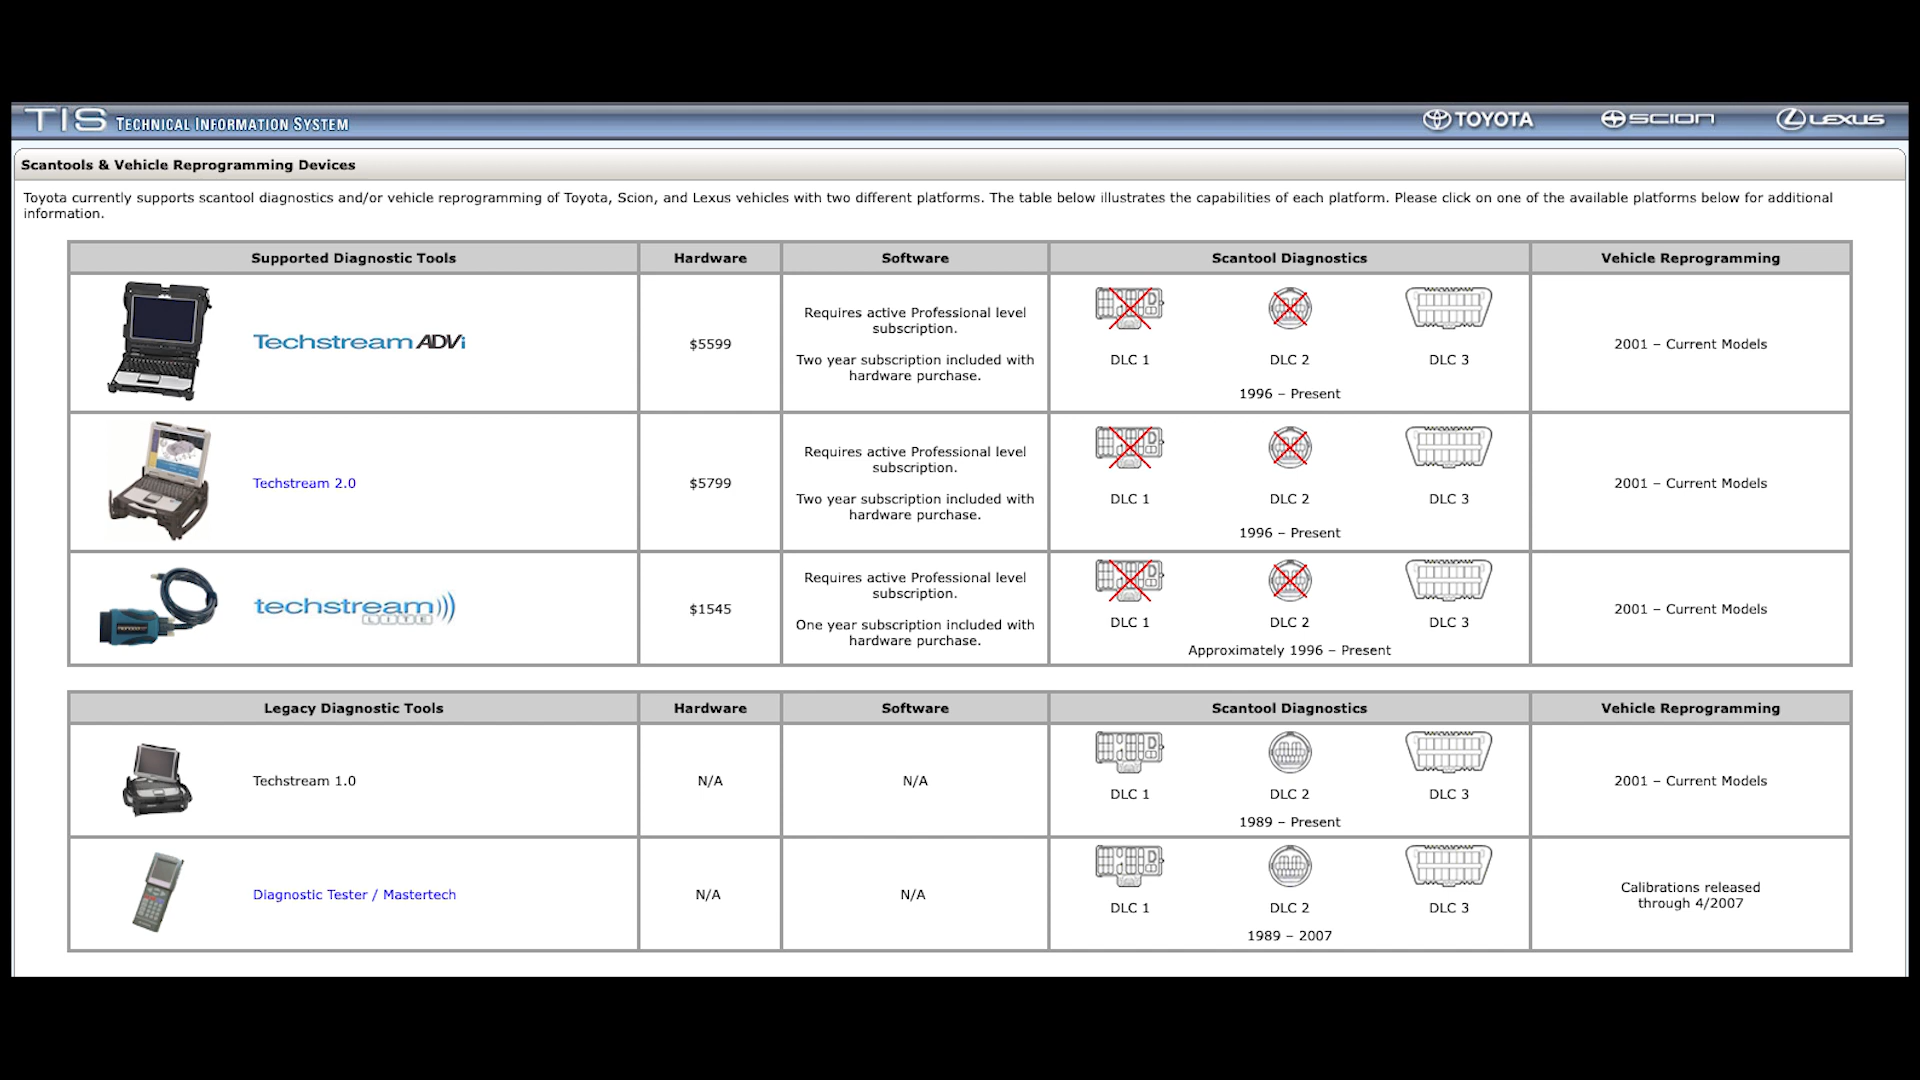 TIS TECHNICAL INFORMATION SYSTEM
TOYOTA SCION LEXUS
Scantools & Vehicle Reprogramming Devices
Toyota currently supports scantool diagnostics and/or vehicle reprogramming of Toyota, Scion, and Lexus vehicles with two different platforms. The table below illustrates the capabilities of each platform. Please click on one of the available platforms below for additional
information.
Supported Diagnostic Tools Hardware Software Scantool Diagnostics Vehicle Reprogramming
Techstream ADVi
$5599
Requires active Professional level
subscription.
Two year subscription included with
hardware purchase.
DLC 1 DLC 2 DLC 3
1996 – Present
2001 – Current Models
Techstream 2.0
$5799
Requires active Professional level
subscription.
Two year subscription included with
hardware purchase.
DLC 1 DLC 2 DLC 3
1996 – Present
2001 – Current Models
techstream LIVE
$1545
Requires active Professional level
subscription.
One year subscription included with
hardware purchase.
DLC 1 DLC 2 DLC 3
Approximately 1996 – Present
2001 – Current Models
Legacy Diagnostic Tools Hardware Software Scantool Diagnostics Vehicle Reprogramming
Techstream 1.0
N/A
N/A
DLC 1 DLC 2 DLC 3
1989 – Present
2001 – Current Models
Diagnostic Tester / Mastertech
N/A
N/A
DLC 1 DLC 2 DLC 3
1989 – 2007
Calibrations released
through 4/2007